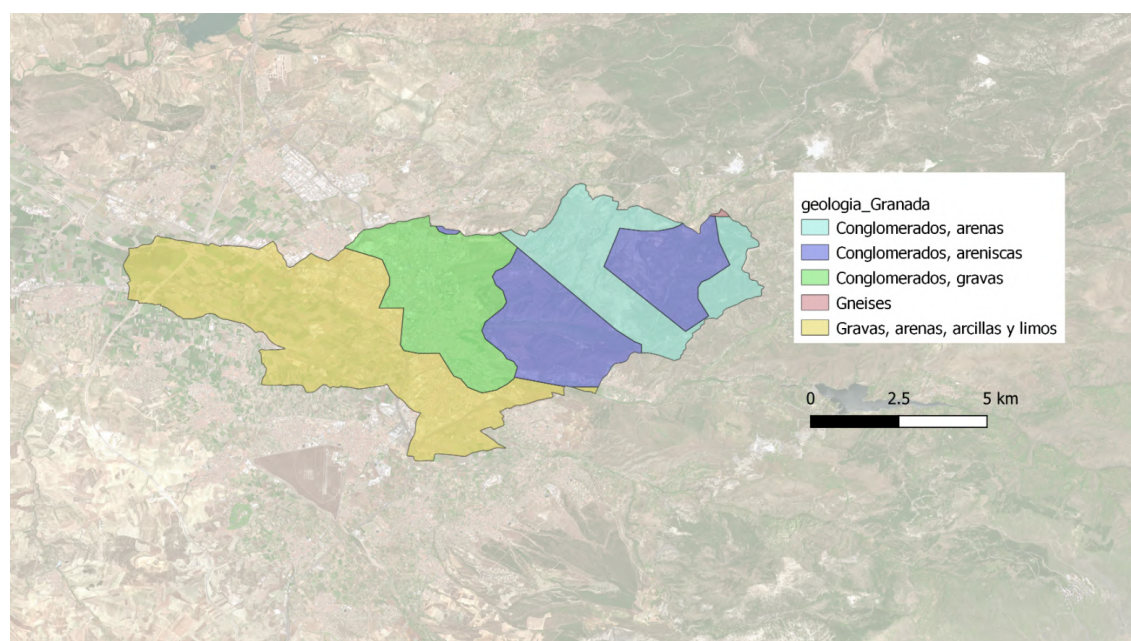 geologia_Granada
Conglomerados, arenas
Conglomerados, areniscas
Conglomerados, gravas
Gneises
Gravas, arenas, arcillas y limos
0 2.5 5 km